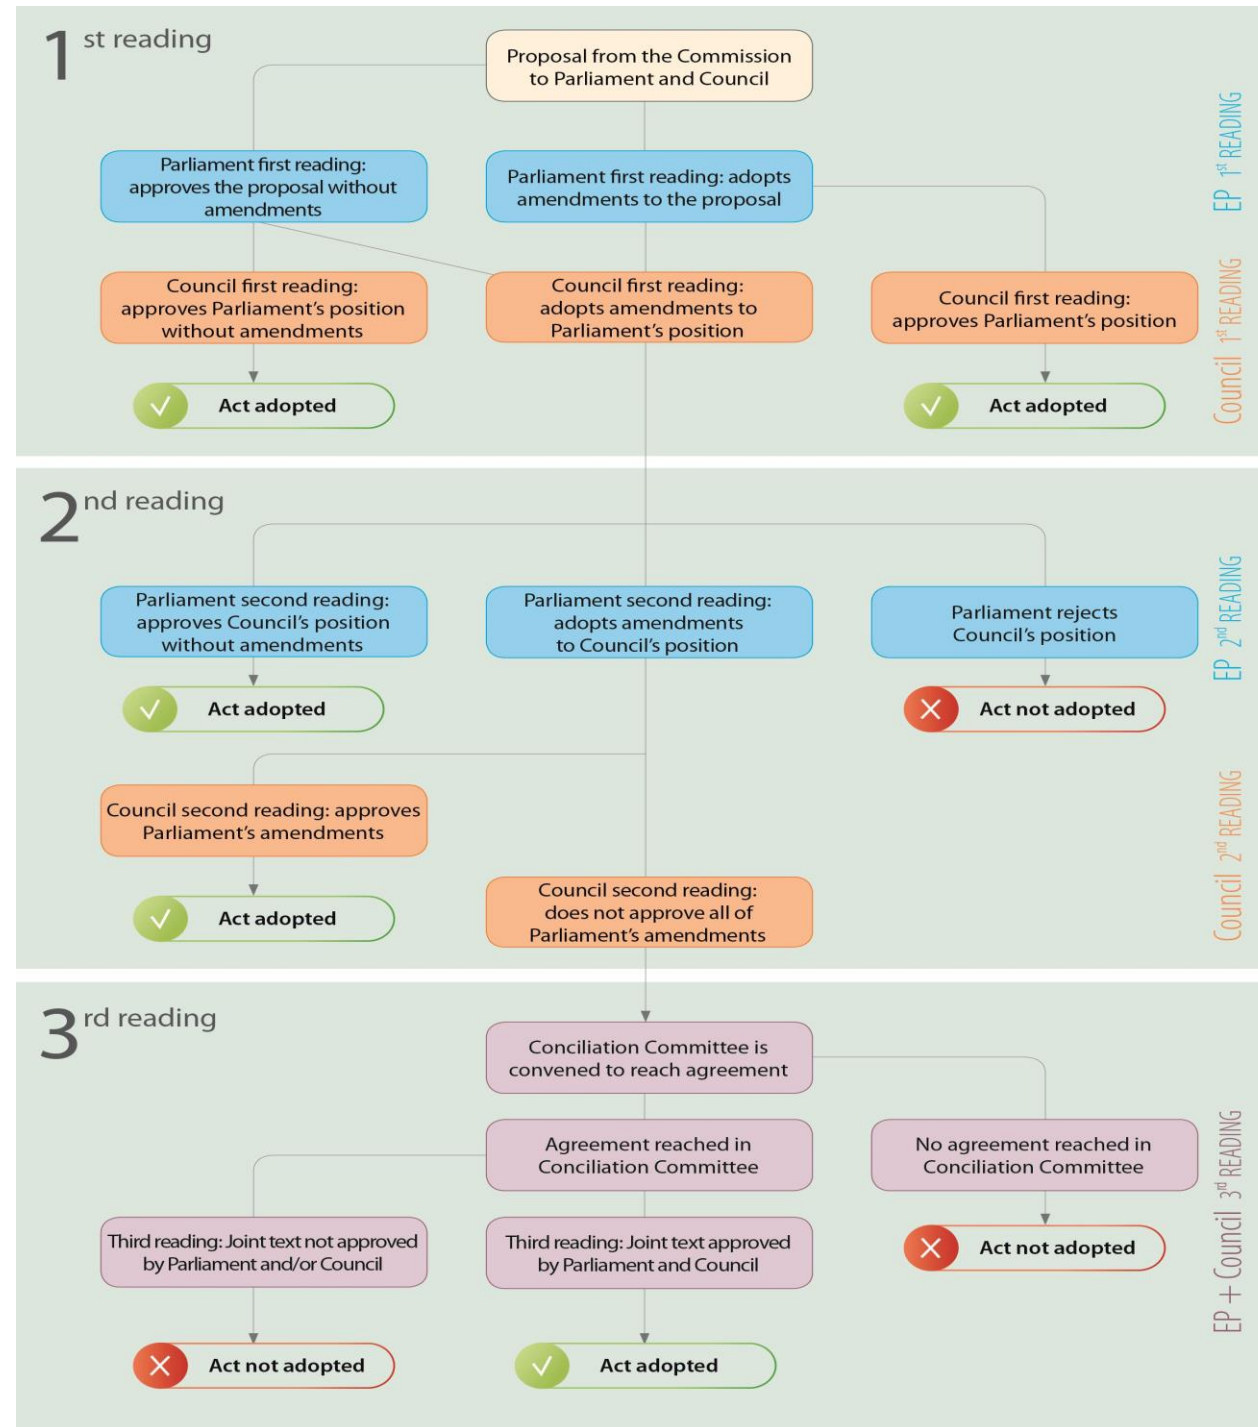 1st reading
Proposal from the Commission
to Parliament and Council
Parliament first reading:
approves the proposal without
amendments
Parliament first reading: adopts
amendments to the proposal
EP 1st READING
Council first reading:
approves Parliament's position
without amendments
Council first reading:
adopts amendments to
Parliament's position
Council first reading:
approves Parliament's position
Council 1st READING
Act adopted
Act adopted
2nd reading
Parliament second reading:
approves Council's position
without amendments
Parliament second reading:
adopts amendments
to Council's position
Parliament rejects
Council's position
EP 2nd READING
Act adopted
Act not adopted
Council second reading: approves
Parliament's amendments
Council 2nd READING
Act adopted
Council second reading:
does not approve all of
Parliament's amendments
3rd reading
Conciliation Committee is
convened to reach agreement
Agreement reached in
Conciliation Committee
No agreement reached in
Conciliation Committee
EP + Council 3rd READING
Third reading: Joint text not approved
by Parliament and/or Council
Third reading: Joint text approved
by Parliament and Council
Act not adopted
Act not adopted
Act adopted